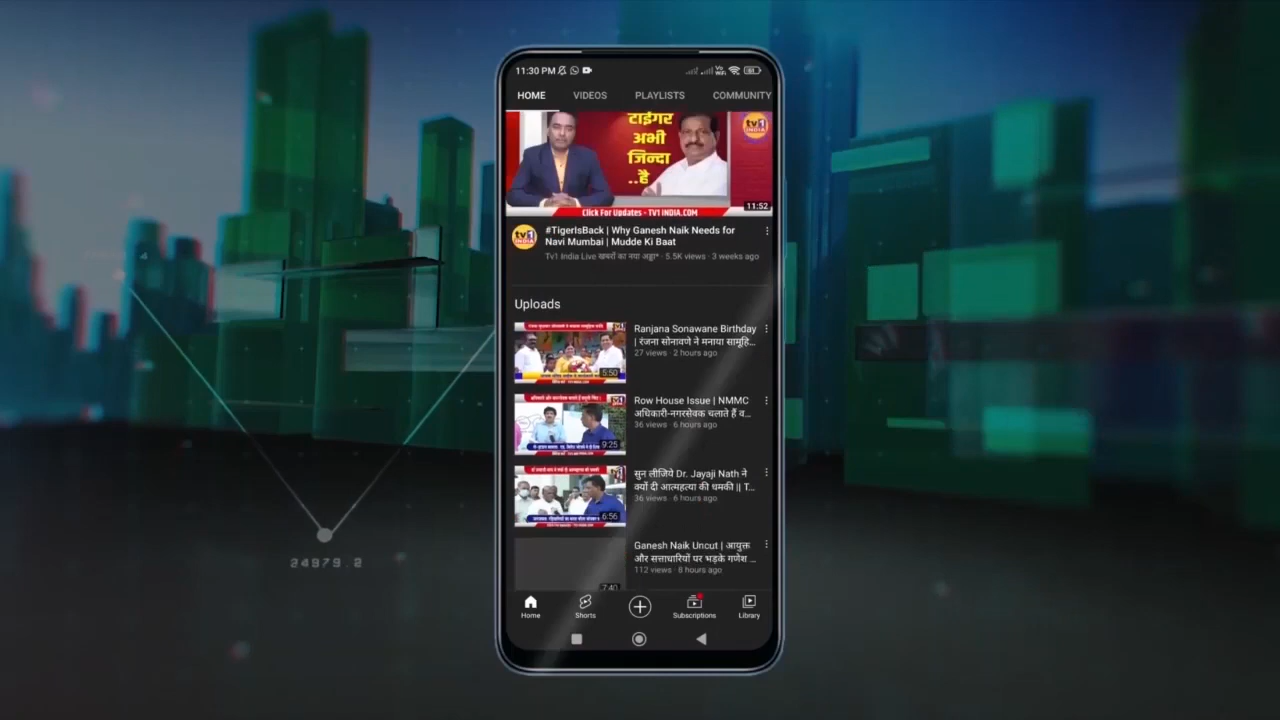 11:30 PM
HOME VIDEOS PLAYLISTS COMMUNITY
टाईगर
अभी
जिन्दा
..है
tv1
INDIA
11:52
Click For Updates - TV1 INDIA.COM
tv1
INDIA
#TigerIsBack | Why Ganesh Naik Needs for
Navi Mumbai | Mudde Ki Baat
Tv1 India Live खबरों का नया अड्डा* · 5.5K views · 3 weeks ago
Uploads
5:50
Ranjana Sonawane Birthday
| रंजना सोनावणे ने मनाया सामूहि...
27 views · 2 hours ago
9:25
Row House Issue | NMMC
अधिकारी-नगरसेवक चलाते हैं व...
36 views · 6 hours ago
6:56
सुन लीजिये Dr. Jayaji Nath ने
क्यों दी आत्महत्या की धमकी || T...
36 views · 6 hours ago
7:40
Ganesh Naik Uncut | आयुक्त
और सत्ताधारियों पर भड़के गणेश ...
112 views · 8 hours ago
Home Shorts Subscriptions Library
24979.2